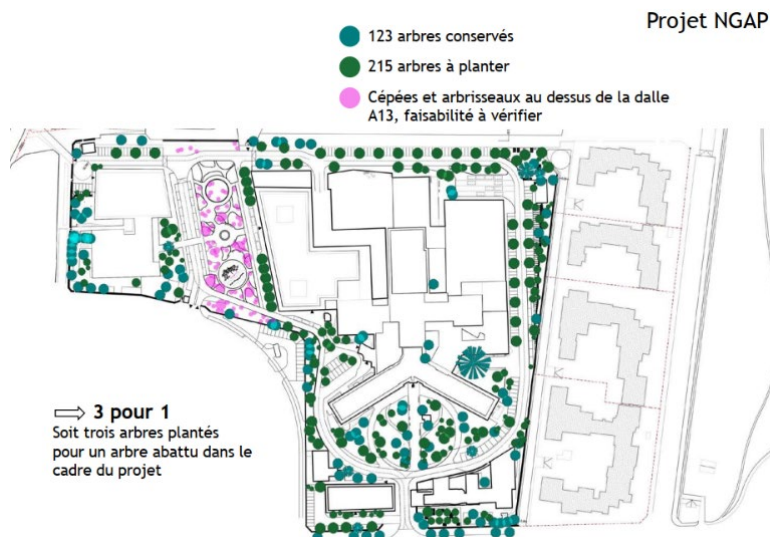 Projet NGAP
123 arbres conservés
215 arbres à planter
Cépées et arbrisseaux au dessus de la dalle
A13, faisabilité à vérifier
3 pour 1
Soit trois arbres plantés
pour un arbre abattu dans le
cadre du projet